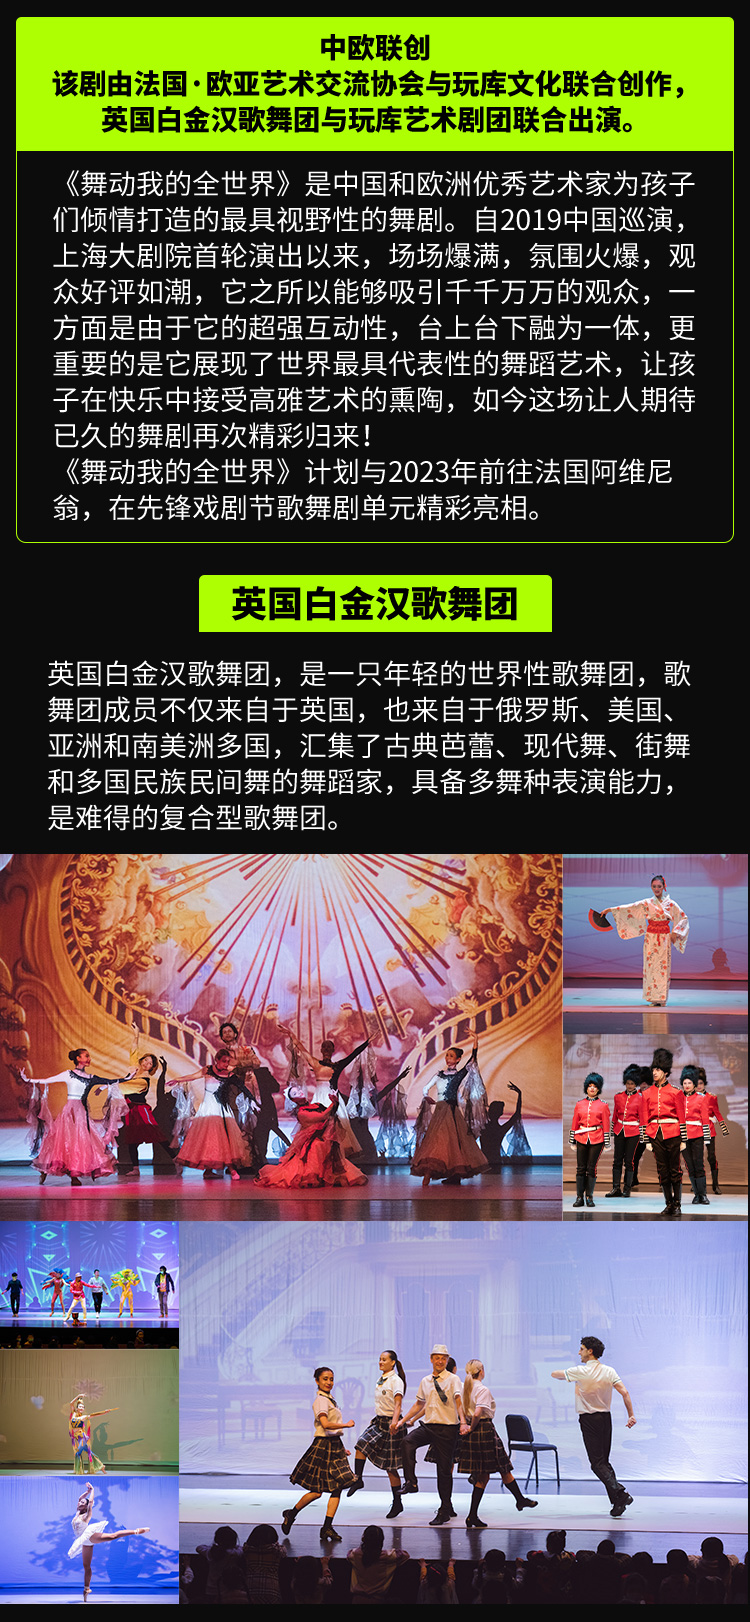 中欧联创
该剧由法国·欧亚艺术交流协会与玩库文化联合创作，
英国白金汉歌舞团与玩库艺术剧团联合出演。
《舞动我的全世界》是中国和欧洲优秀艺术家为孩子
们倾情打造的最具视野性的舞剧。自2019中国巡演，
上海大剧院首轮演出以来，场场爆满，氛围火爆，观
众好评如潮，它之所以能够吸引千千万万的观众，一
方面是由于它的超强互动性，台上台下融为一体，更
重要的是它展现了世界最具代表性的舞蹈艺术，让孩
子在快乐中接受高雅艺术的熏陶，如今这场让人期待
已久的舞剧再次精彩归来！
《舞动我的全世界》计划与2023年前往法国阿维尼
翁，在先锋戏剧节歌舞剧单元精彩亮相。
英国白金汉歌舞团
英国白金汉歌舞团，是一只年轻的世界性歌舞团，歌
舞团成员不仅来自于英国，也来自于俄罗斯、美国、
亚洲和南美洲多国，汇集了古典芭蕾、现代舞、街舞
和多国民族民间舞的舞蹈家，具备多舞种表演能力，
是难得的复合型歌舞团。